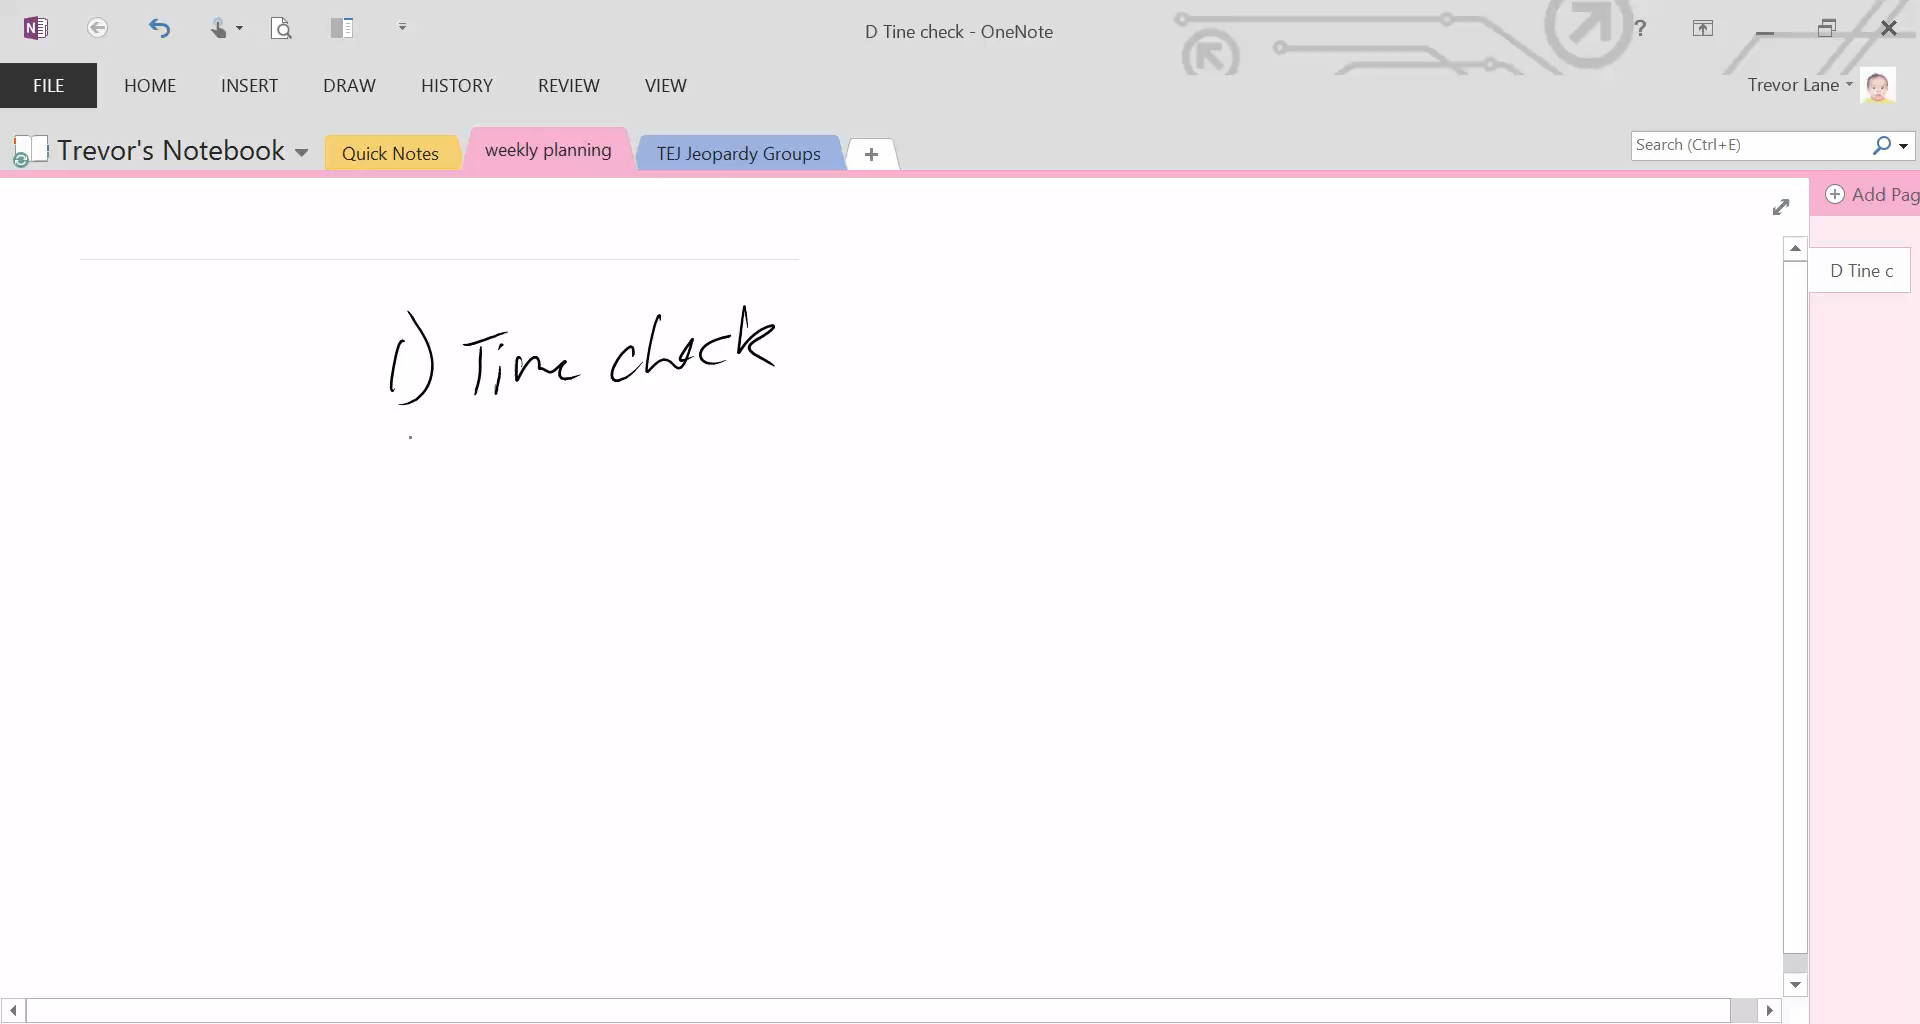 D Tine check - OneNote
?
FILE HOME INSERT DRAW HISTORY REVIEW VIEW
Trevor Lane
Trevor's Notebook
Quick Notes
weekly planning
TEJ Jeopardy Groups
+
Search (Ctrl+E)
Add Pag
D Tine c
1) Time check